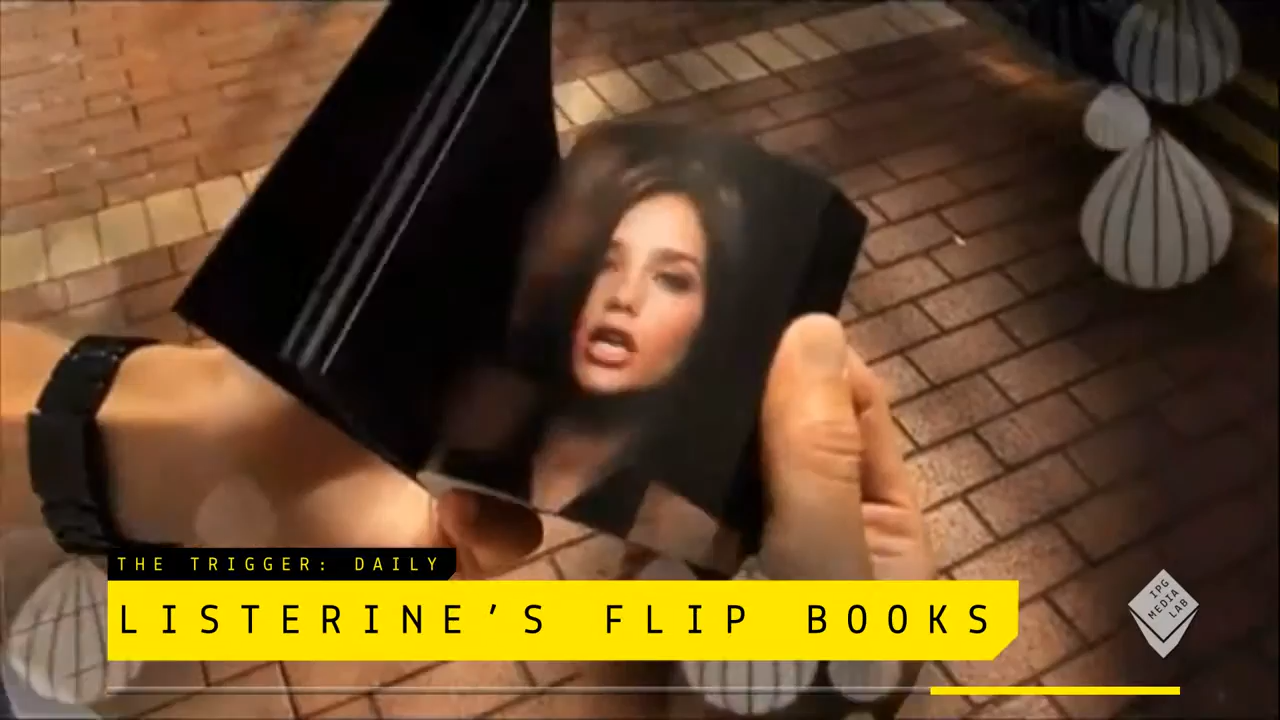 THE TRIGGER: DAILY
LISTERINE’S FLIP BOOKS
IPG
MEDIA
LAB